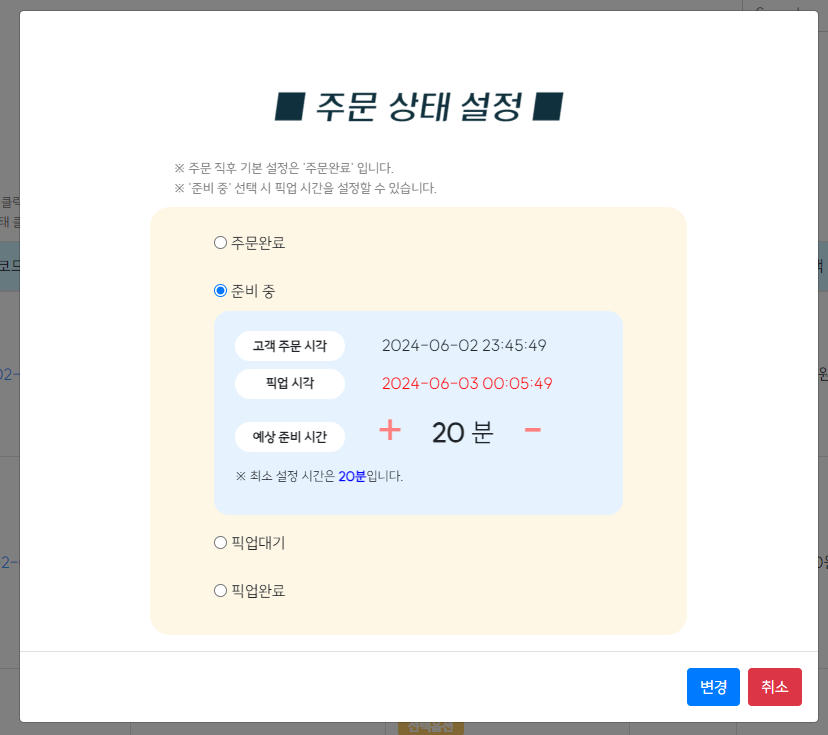 ■ 주문 상태 설정 ■
※ 주문 직후 기본 설정은 '주문완료' 입니다.
※ '준비 중' 선택 시 픽업 시간을 설정할 수 있습니다.
주문완료
준비 중
고객 주문 시각 2024-06-02 23:45:49
픽업 시각 2024-06-03 00:05:49
예상 준비 시간 + 20 분 -
※ 최소 설정 시간은 20분입니다.
픽업대기
픽업완료
변경 취소